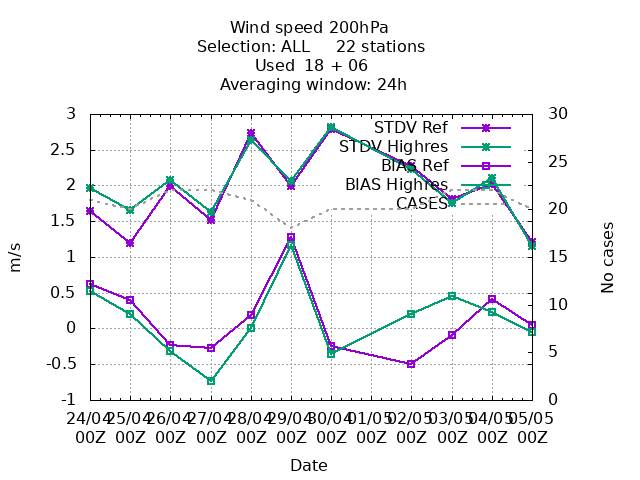 Wind speed 200hPa
Selection: ALL     22 stations
Used  18 + 06
Averaging window: 24h
3
2.5
2
1.5
1
0.5
0
-0.5
-1
m/s
30
25
20
15
10
5
0
No cases
STDV Ref
STDV Highres
BIAS Ref
BIAS Highres
CASES
24/04 25/04 26/04 27/04 28/04 29/04 30/04 01/05 02/05 03/05 04/05 05/05
00Z 00Z 00Z 00Z 00Z 00Z 00Z 00Z 00Z 00Z 00Z 00Z
Date